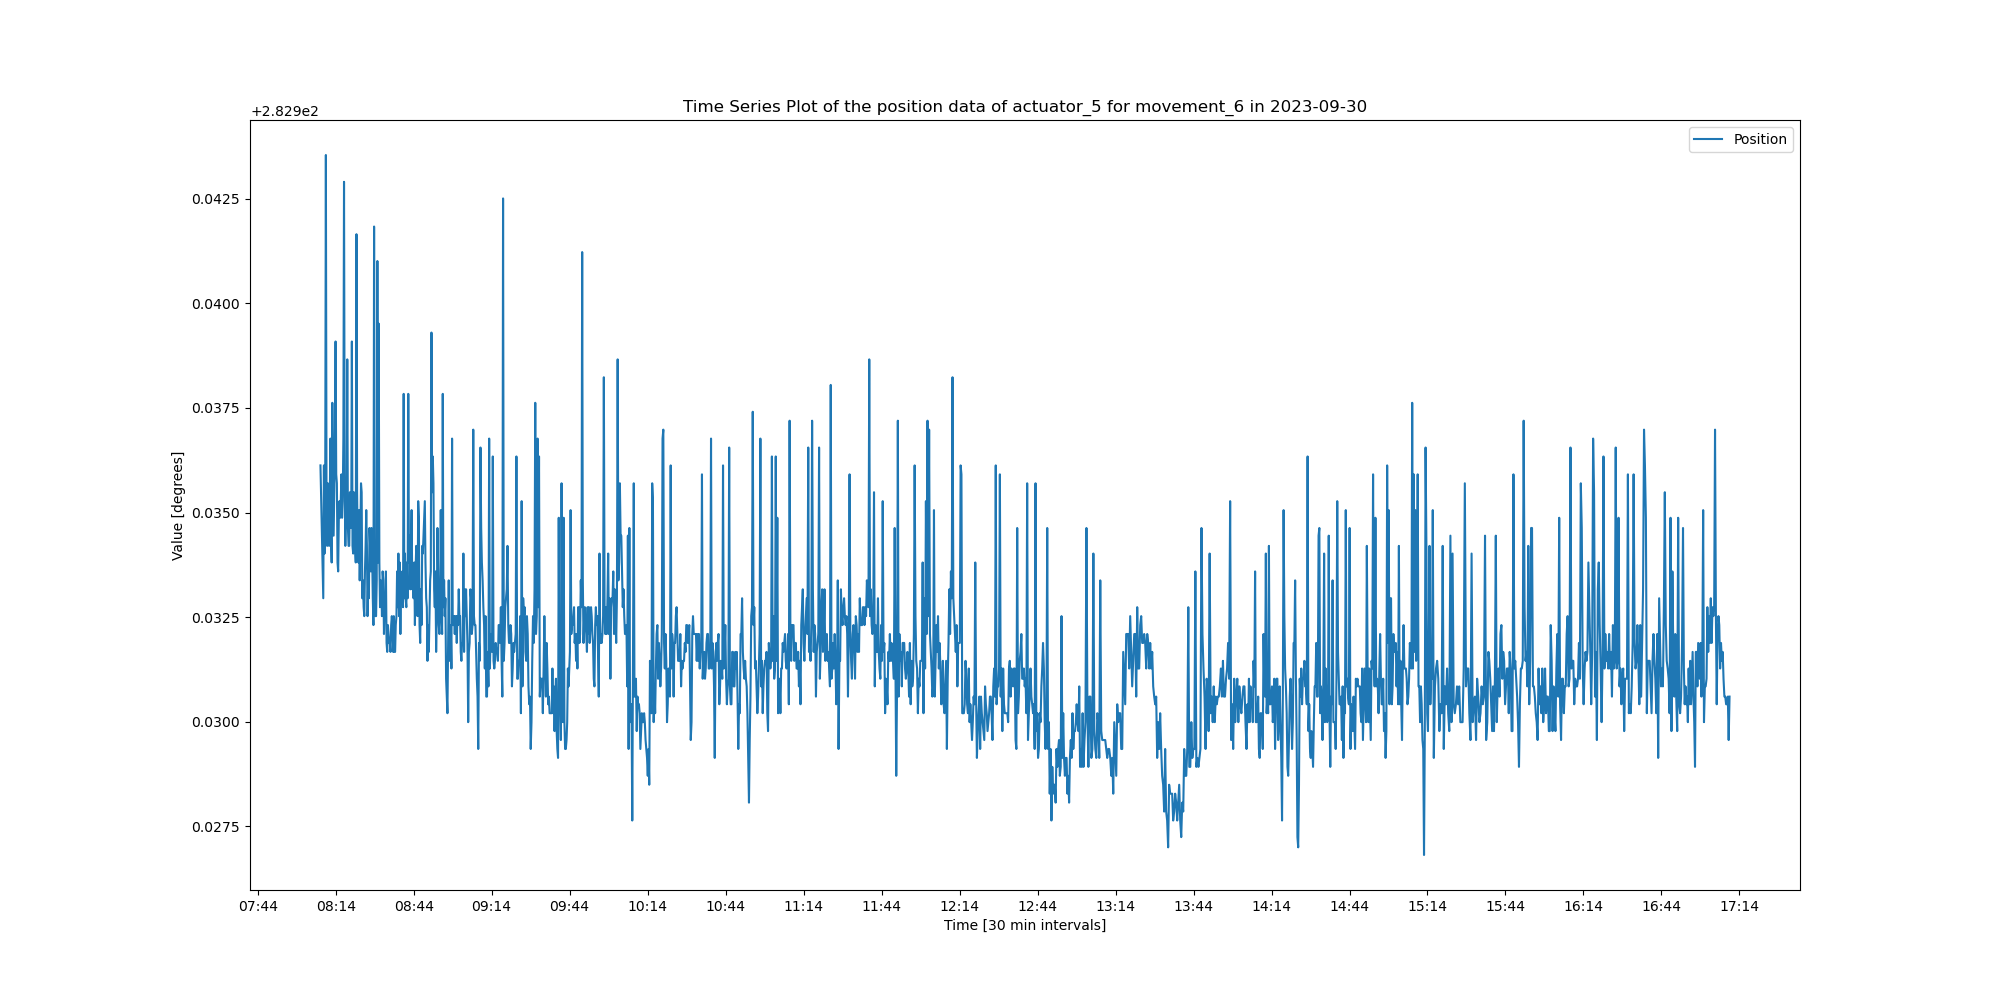 Time Series Plot of the position data of actuator_5 for movement_6 in 2023-09-30
+2.829e2
Position
0.0425
0.0400
0.0375
0.0350
0.0325
0.0300
0.0275
Value [degrees]
07:44 08:14 08:44 09:14 09:44 10:14 10:44 11:14 11:44 12:14 12:44 13:14 13:44 14:14 14:44 15:14 15:44 16:14 16:44 17:14
Time [30 min intervals]